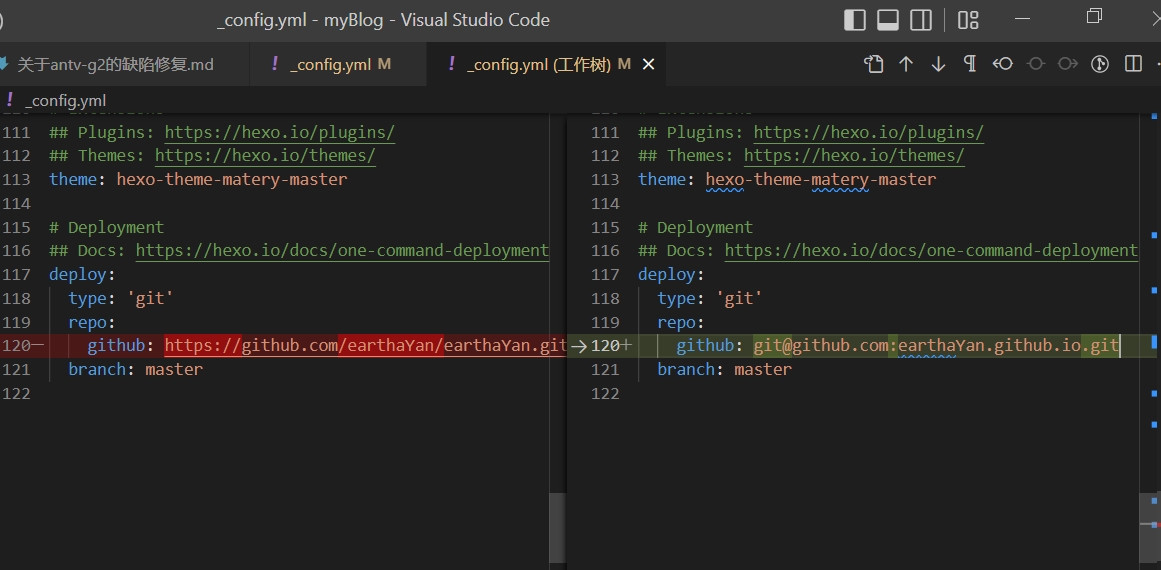 _config.yml - myBlog - Visual Studio Code
关于antv-g2的缺陷修复.md
! _config.yml M
! _config.yml (工作树) M
! _config.yml
111 ## Plugins: https://hexo.io/plugins/
112 ## Themes: https://hexo.io/themes/
113 theme: hexo-theme-matery-master
114
115 # Deployment
116 ## Docs: https://hexo.io/docs/one-command-deployment
117 deploy:
118 type: 'git'
119 repo:
120- github: https://github.com/earthaYan/earthaYan.git
121 branch: master
122
111 ## Plugins: https://hexo.io/plugins/
112 ## Themes: https://hexo.io/themes/
113 theme: hexo-theme-matery-master
114
115 # Deployment
116 ## Docs: https://hexo.io/docs/one-command-deployment
117 deploy:
118 type: 'git'
119 repo:
120+ github: git@github.com:earthaYan.github.io.git
121 branch: master
122